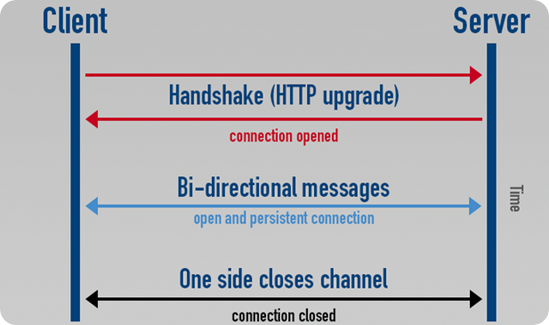 Client
Server
Handshake (HTTP upgrade)
connection opened
Bi-directional messages
open and persistent connection
Time
One side closes channel
connection closed